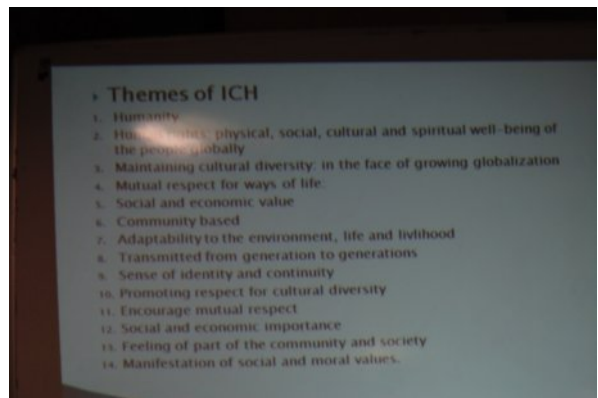 Themes of ICH
1. Humanity
2. Human rights: physical, social, cultural and spiritual well-being of
the people globally
3. Maintaining cultural diversity: in the face of growing globalization
4. Mutual respect for ways of life:
5. Social and economic value
6. Community based
7. Adaptability to the environment, life and livlihood
8. Transmitted from generation to generations
9. Sense of identity and continuity
10. Promoting respect for cultural diversity
11. Encourage mutual respect
12. Social and economic importance
13. Feeling of part of the community and society
14. Manifestation of social and moral values.